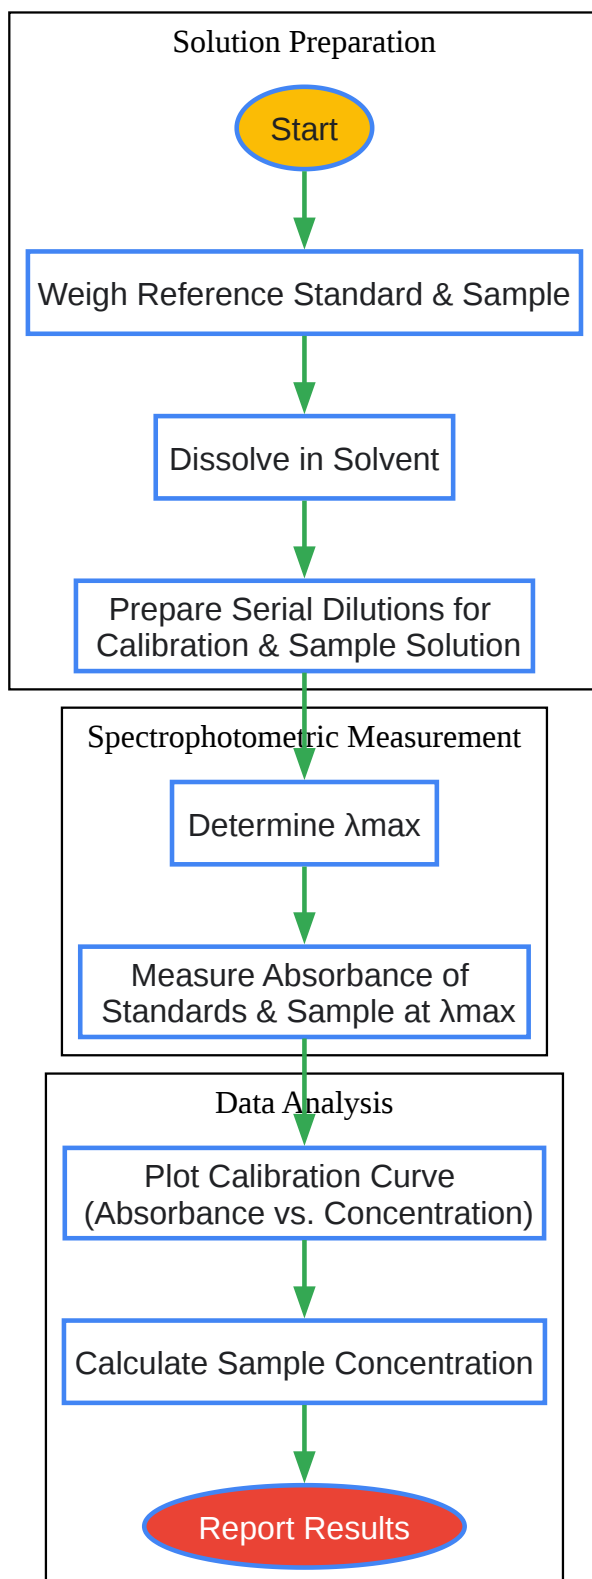 Solution Preparation
Start
Weigh Reference Standard & Sample
Dissolve in Solvent
Prepare Serial Dilutions for
Calibration & Sample Solution
Spectrophotometric Measurement
Determine λmax
Measure Absorbance of
Standards & Sample at λmax
Data Analysis
Plot Calibration Curve
(Absorbance vs. Concentration)
Calculate Sample Concentration
Report Results